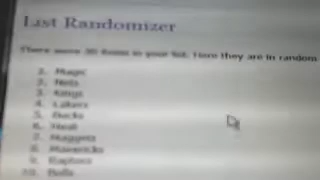 List Randomizer
There were 30 items in your list. Here they are in random
1. Magic
2. Nets
3. Kings
4. Lakers
5. Bucks
6. Heat
7. Nuggets
8. Mavericks
9. Raptors
10. Bulls